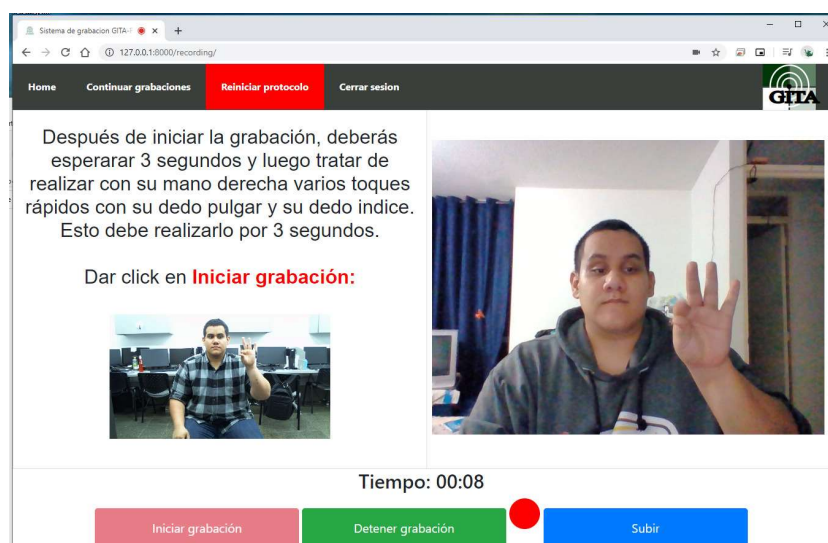 Sistema de grabacion GITA-
127.0.0.1:8000/recording/
Home Continuar grabaciones Reiniciar protocolo Cerrar sesion
GITA
Después de iniciar la grabación, deberás
esperarar 3 segundos y luego tratar de
realizar con su mano derecha varios toques
rápidos con su dedo pulgar y su dedo indice.
Esto debe realizarlo por 3 segundos.
Dar click en Iniciar grabación:
Tiempo: 00:08
Iniciar grabación Detener grabación Subir